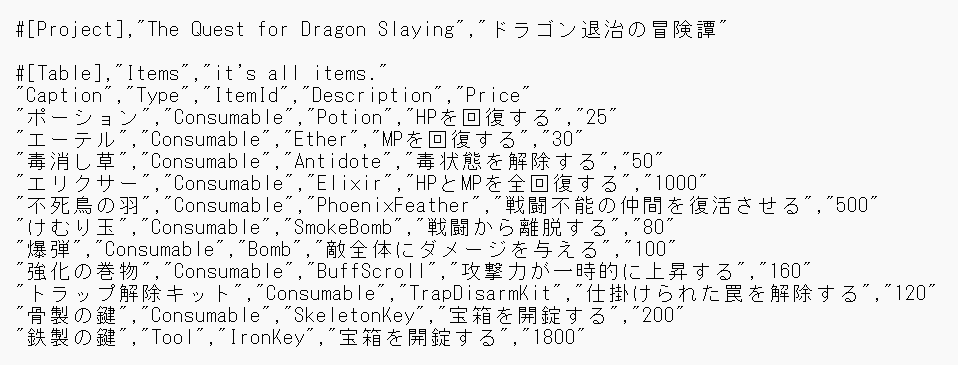 #[Project],"The Quest for Dragon Slaying","ドラゴン退治の冒険譚"
#[Table],"Items","it's all items."
"Caption","Type","ItemId","Description","Price"
"ポーション","Consumable","Potion","HPを回復する","25"
"エーテル","Consumable","Ether","MPを回復する","30"
"毒消し草","Consumable","Antidote","毒状態を解除する","50"
"エリクサー","Consumable","Elixir","HPとMPを全回復する","1000"
"不死鳥の羽","Consumable","PhoenixFeather","戦闘不能の仲間を復活させる","500"
"けむり玉","Consumable","SmokeBomb","戦闘から離脱する","80"
"爆弾","Consumable","Bomb","敵全体にダメージを与える","100"
"強化の巻物","Consumable","BuffScroll","攻撃力が一時的に上昇する","160"
"トラップ解除キット","Consumable","TrapDisarmKit","仕掛けられた罠を解除する","120"
"骨製の鍵","Consumable","SkeletonKey","宝箱を開錠する","200"
"鉄製の鍵","Tool","IronKey","宝箱を開錠する","1800"